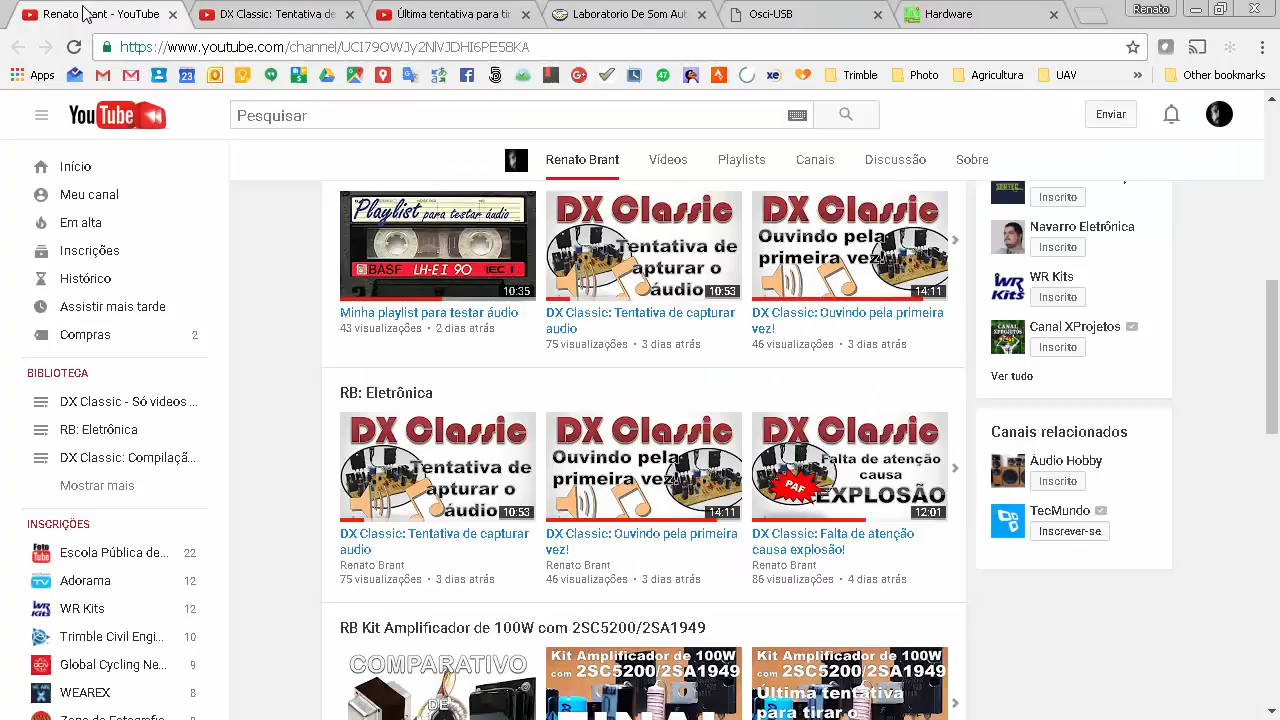 Renato Brant - YouTube
DX Classic: Tentativa de
Última tentativa para tir
Laboratorio De Som Aut
Osci-USB
Hardware
Renato
https://www.youtube.com/channel/UCI79OWJy2NlVJDHI6PE58KA
Apps
Trimble
Photo
Agricultura
UAV
»
Other bookmarks
YouTube
Pesquisar
Enviar
Renato Brant
Vídeos
Playlists
Canais
Discussão
Sobre
Início
Meu canal
Em alta
Inscrições
Histórico
Assistir mais tarde
Compras 2
BIBLIOTECA
DX Classic - Só videos ...
RB: Eletrônica
DX Classic: Compilaçã...
Mostrar mais
INSCRIÇÕES
Escola Pública de... 22
Adorama 12
WR Kits 12
Trimble Civil Engi... 10
Global Cycling Ne... 9
WEAREX 8
Playlist para testar áudio
BASF LH-EI 90 IEC I
10:35
Minha playlist para testar áudio
43 visualizações • 2 dias atrás
DX Classic
Tentativa de
capturar o
áudio
10:53
DX Classic: Tentativa de capturar
audio
75 visualizações • 3 dias atrás
DX Classic
Ouvindo pela
primeira vez!
14:11
DX Classic: Ouvindo pela primeira
vez!
46 visualizações • 3 dias atrás
RB: Eletrônica
DX Classic
Tentativa de
capturar o
áudio
10:53
DX Classic: Tentativa de capturar
audio
Renato Brant
75 visualizações • 3 dias atrás
DX Classic
Ouvindo pela
primeira vez!
14:11
DX Classic: Ouvindo pela primeira
vez!
Renato Brant
46 visualizações • 3 dias atrás
DX Classic
Falta de atenção
causa
PAF
EXPLOSÃO
12:01
DX Classic: Falta de atenção
causa explosão!
Renato Brant
86 visualizações • 4 dias atrás
RB Kit Amplificador de 100W com 2SC5200/2SA1949
COMPARATIVO
DE
Kit Amplificador de 100W
com 2SC5200/2SA1949
Kit Amplificador de 100W
com 2SC5200/2SA1949
Última tentativa
para tirar o
Inscrito
Navarro Eletrônica
Inscrito
WR Kits
Inscrito
Canal XProjetos
Inscrito
Ver tudo
Canais relacionados
Áudio Hobby
Inscrito
TecMundo
Inscrever-se